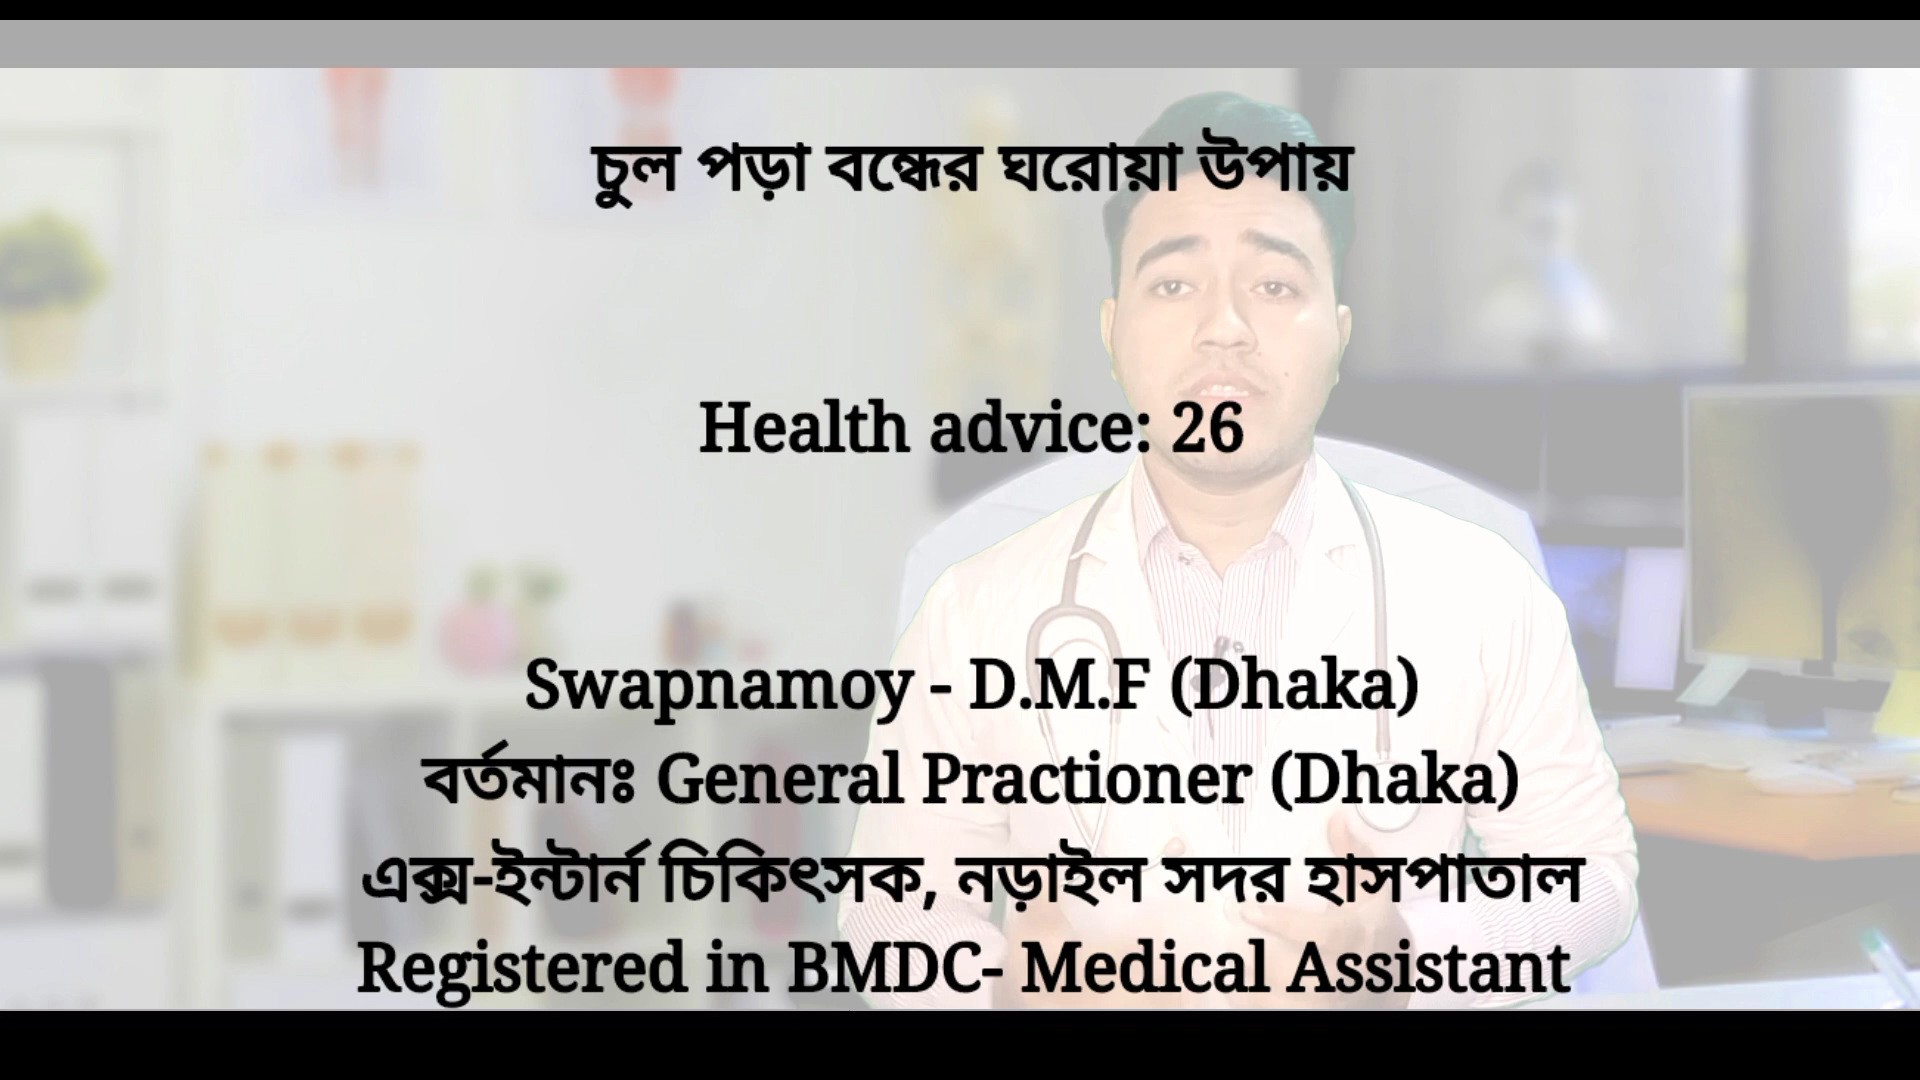 চুল পড়া বন্ধের ঘরোয়া উপায়
Health advice: 26
Swapnamoy - D.M.F (Dhaka)
বর্তমানঃ General Practioner (Dhaka)
এক্স-ইন্টার্ন চিকিৎসক, নড়াইল সদর হাসপাতাল
Registered in BMDC- Medical Assistant